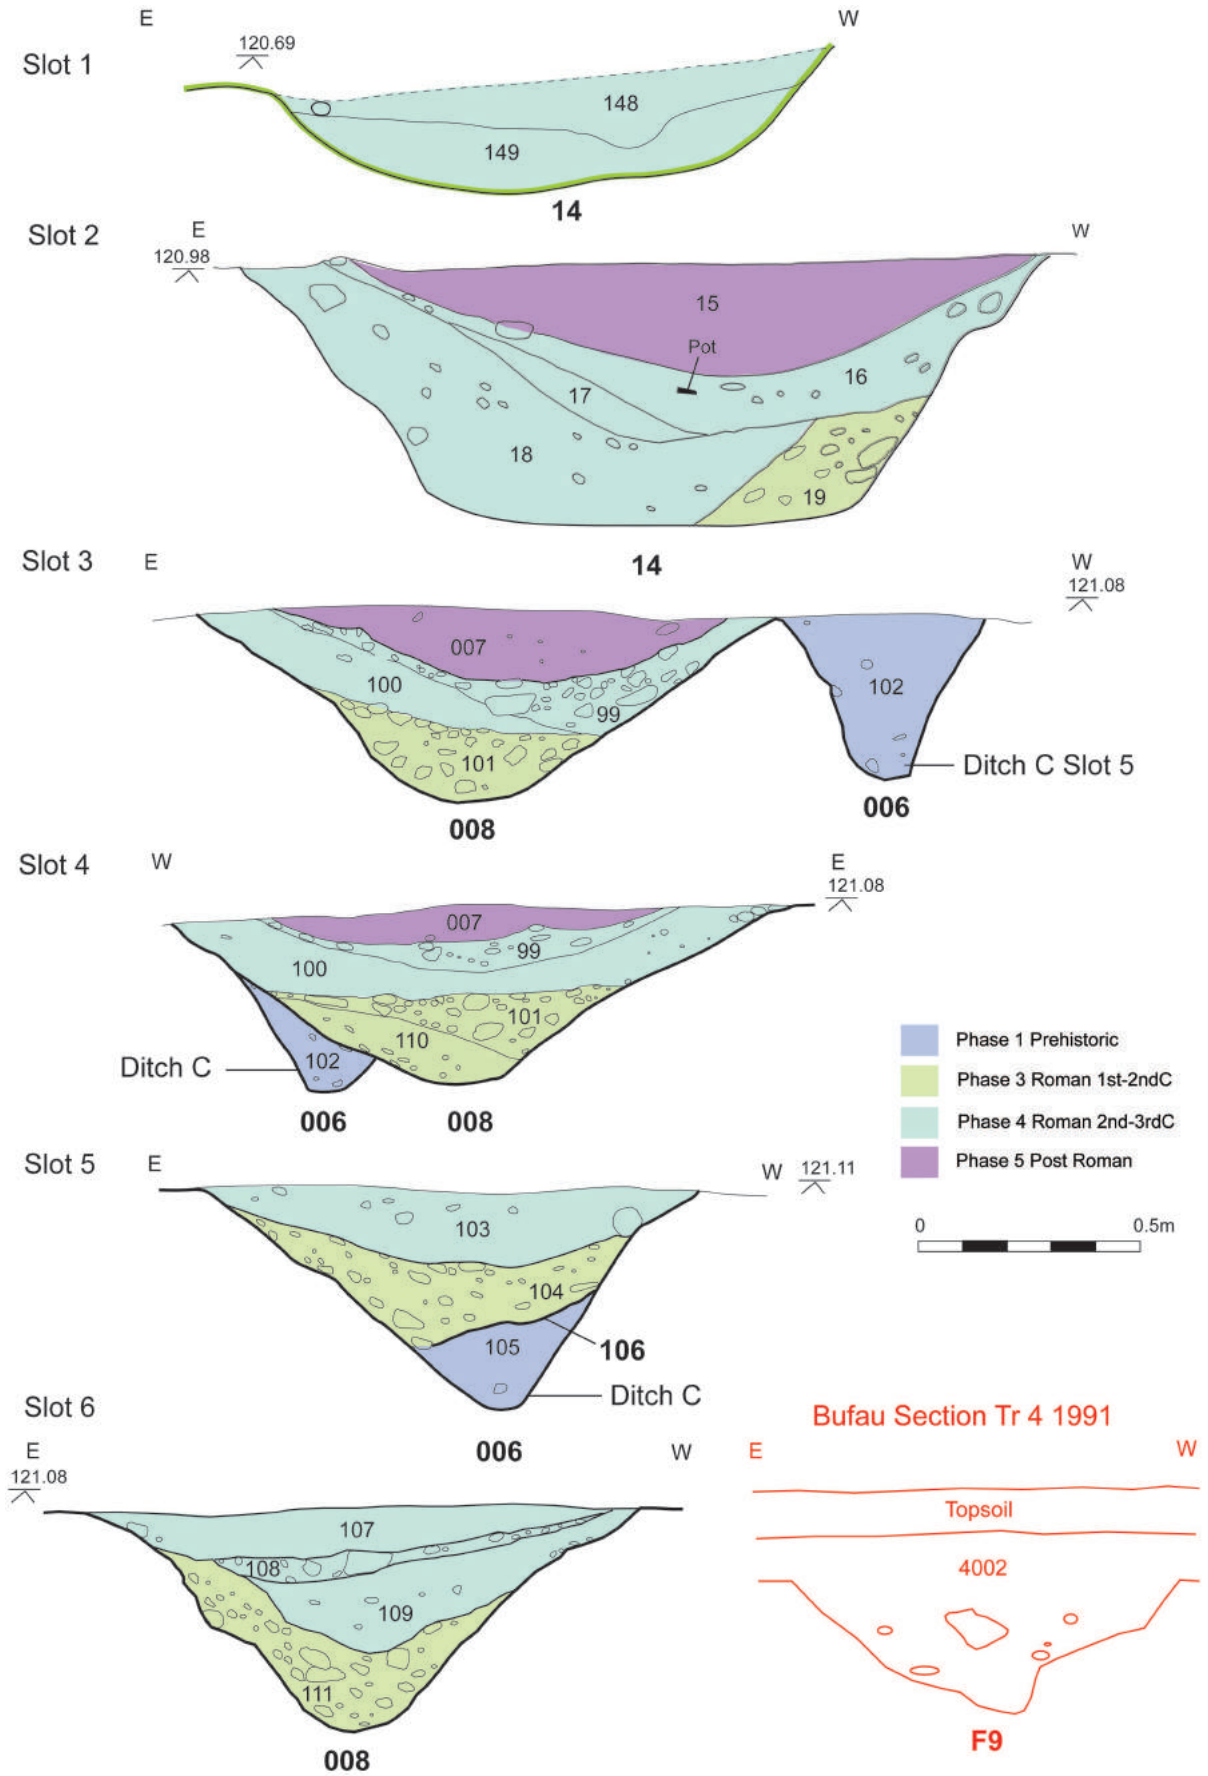 Slot 1
E
W
120.69
148
149
14
Slot 2
E
W
120.98
15
Pot
16
17
18
19
14
Slot 3
E
W
121.08
007
100
99
102
101
Ditch C Slot 5
008
006
Slot 4
W
E
121.08
007
99
100
101
110
102
Ditch C
006
008
Phase 1 Prehistoric
Phase 3 Roman 1st-2ndC
Phase 4 Roman 2nd-3rdC
Phase 5 Post Roman
0
0.5m
Slot 5
E
W
121.11
103
104
105
106
Ditch C
006
Slot 6
E
W
121.08
107
108
109
111
008
Bufau Section Tr 4 1991
E
W
Topsoil
4002
F9